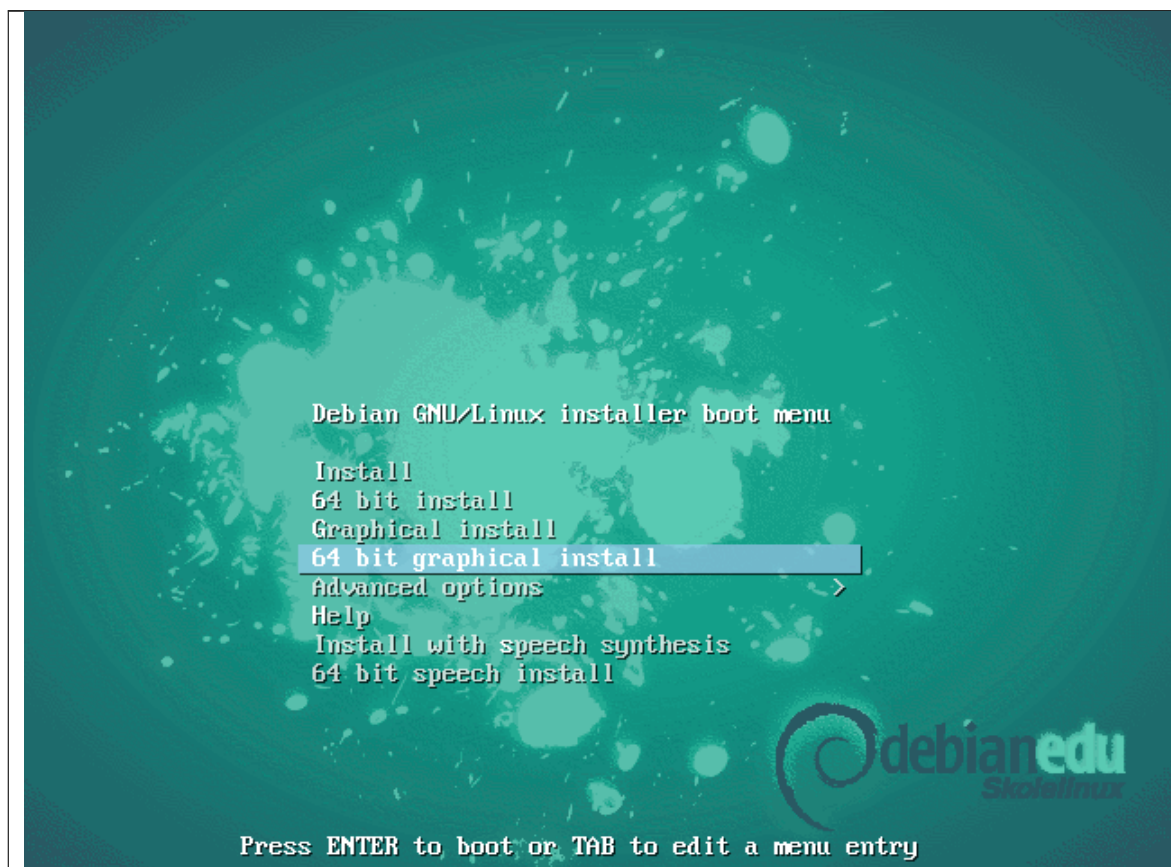 Debian GNU/Linux installer boot menu
Install
64 bit install
Graphical install
64 bit graphical install
Advanced options >
Help
Install with speech synthesis
64 bit speech install
debianedu
Skolelinux
Press ENTER to boot or TAB to edit a menu entry